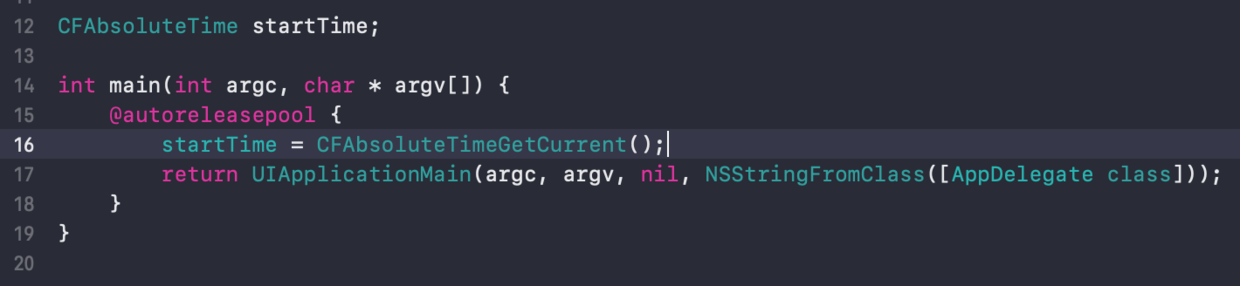 12 CFAbsoluteTime startTime;
13
14 int main(int argc, char * argv[]) {
15     @autoreleasepool {
16         startTime = CFAbsoluteTimeGetCurrent();
17         return UIApplicationMain(argc, argv, nil, NSStringFromClass([AppDelegate class]));
18     }
19 }
20